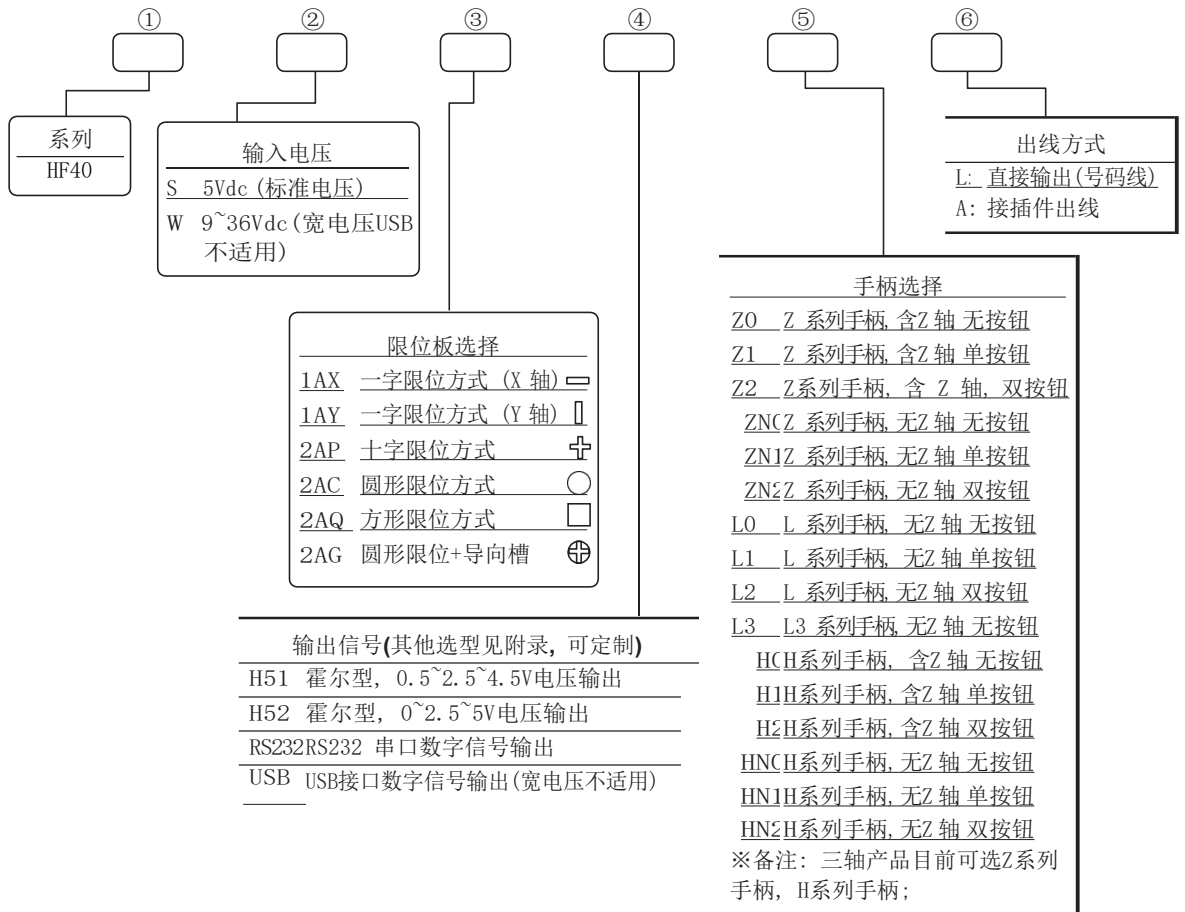 ① ② ③ ④ ⑤ ⑥
系列
HF40
输入电压
S 5Vdc(标准电压)
W 9~36Vdc(宽电压USB
不适用)
出线方式
L: 直接输出(号码线)
A: 接插件出线
限位板选择
1AX 一字限位方式 (X 轴)
1AY 一字限位方式 (Y 轴)
2AP 十字限位方式
2AC 圆形限位方式
2AQ 方形限位方式
2AG 圆形限位+导向槽
输出信号(其他选型见附录, 可定制)
H51 霍尔型, 0.5~2.5~4.5V电压输出
H52 霍尔型, 0~2.5~5V电压输出
RS232RS232 串口数字信号输出
USB USB接口数字信号输出(宽电压不适用)
手柄选择
Z0 Z 系列手柄, 含Z 轴 无按钮
Z1 Z 系列手柄, 含Z 轴 单按钮
Z2 Z系列手柄, 含 Z 轴, 双按钮
ZN0Z 系列手柄, 无Z 轴 无按钮
ZN1Z 系列手柄, 无Z 轴 单按钮
ZN2Z 系列手柄, 无Z 轴 双按钮
L0 L 系列手柄, 无Z 轴 无按钮
L1 L 系列手柄, 无Z 轴 单按钮
L2 L 系列手柄, 无Z 轴 双按钮
L3 L3 系列手柄, 无Z 轴 无按钮
H0H系列手柄, 含Z 轴 无按钮
H1H系列手柄, 含Z 轴 单按钮
H2H系列手柄, 含Z 轴 双按钮
HN0H系列手柄, 无Z 轴 无按钮
HN1H系列手柄, 无Z 轴 单按钮
HN2H系列手柄, 无Z 轴 双按钮
※备注: 三轴产品目前可选Z系列
手柄, H系列手柄;